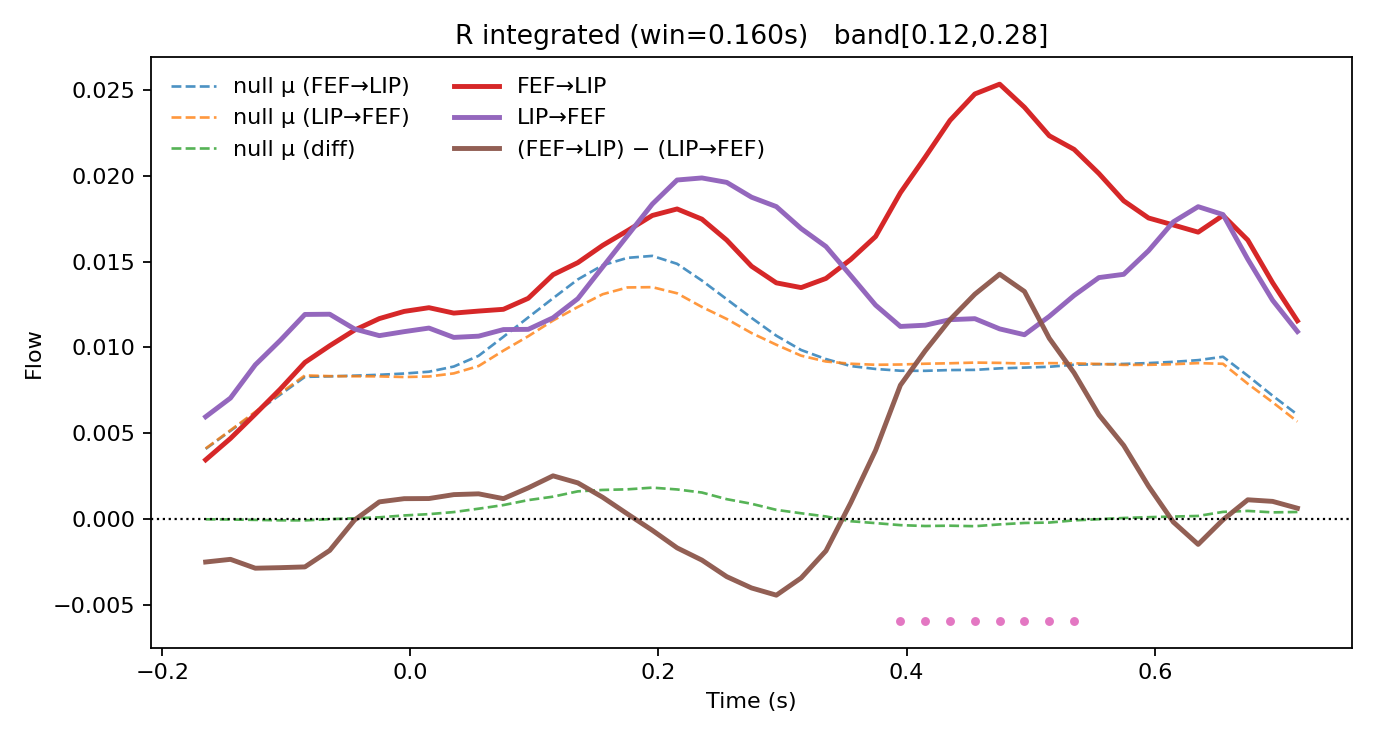 R integrated (win=0.160s)   band[0.12,0.28]
null μ (FEF→LIP)
null μ (LIP→FEF)
null μ (diff)
FEF→LIP
LIP→FEF
(FEF→LIP) − (LIP→FEF)
Flow
0.025
0.020
0.015
0.010
0.005
0.000
−0.005
−0.2
0.0
0.2
0.4
0.6
Time (s)